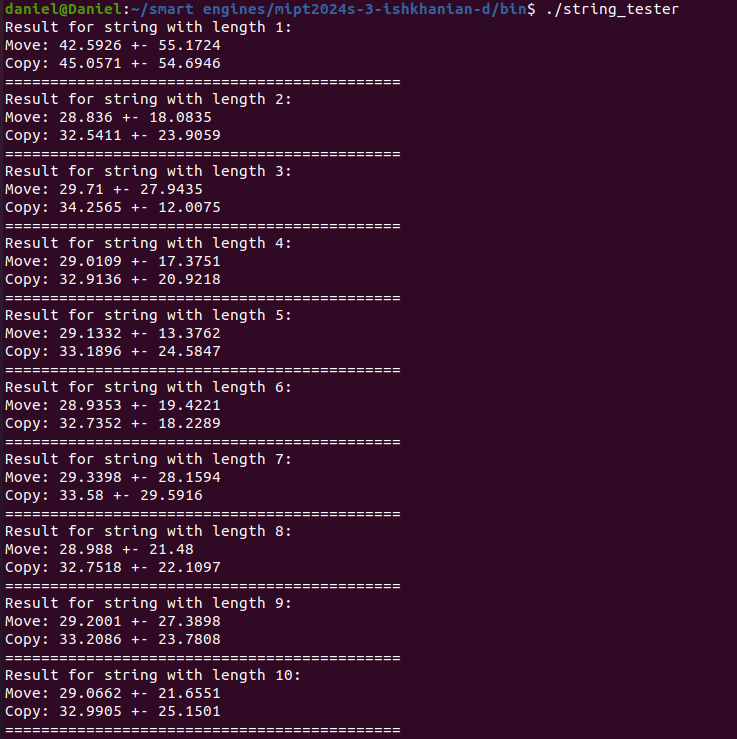 daniel@Daniel:~/smart engines/mipt2024s-3-ishkhanian-d/bin$ ./string_tester
Result for string with length 1:
Move: 42.5926 +- 55.1724
Copy: 45.0571 +- 54.6946
============================================
Result for string with length 2:
Move: 28.836 +- 18.0835
Copy: 32.5411 +- 23.9059
============================================
Result for string with length 3:
Move: 29.71 +- 27.9435
Copy: 34.2565 +- 12.0075
============================================
Result for string with length 4:
Move: 29.0109 +- 17.3751
Copy: 32.9136 +- 20.9218
============================================
Result for string with length 5:
Move: 29.1332 +- 13.3762
Copy: 33.1896 +- 24.5847
============================================
Result for string with length 6:
Move: 28.9353 +- 19.4221
Copy: 32.7352 +- 18.2289
============================================
Result for string with length 7:
Move: 29.3398 +- 28.1594
Copy: 33.58 +- 29.5916
============================================
Result for string with length 8:
Move: 28.988 +- 21.48
Copy: 32.7518 +- 22.1097
============================================
Result for string with length 9:
Move: 29.2001 +- 27.3898
Copy: 33.2086 +- 23.7808
============================================
Result for string with length 10:
Move: 29.0662 +- 21.6551
Copy: 32.9905 +- 25.1501
============================================